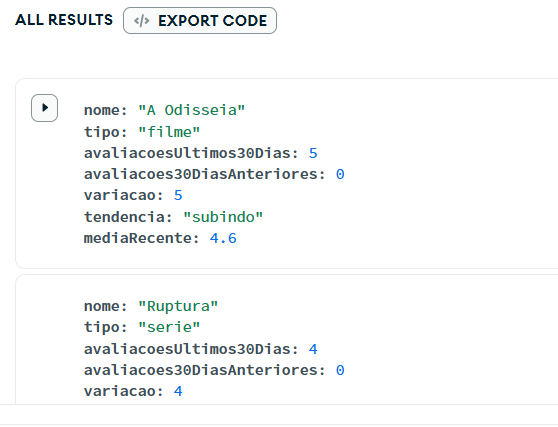 ALL RESULTS </> EXPORT CODE
nome: "A Odisseia"
tipo: "filme"
avaliacoesUltimos30Dias: 5
avaliacoes30DiasAnteriores: 0
variacao: 5
tendencia: "subindo"
mediaRecente: 4.6
nome: "Ruptura"
tipo: "serie"
avaliacoesUltimos30Dias: 4
avaliacoes30DiasAnteriores: 0
variacao: 4